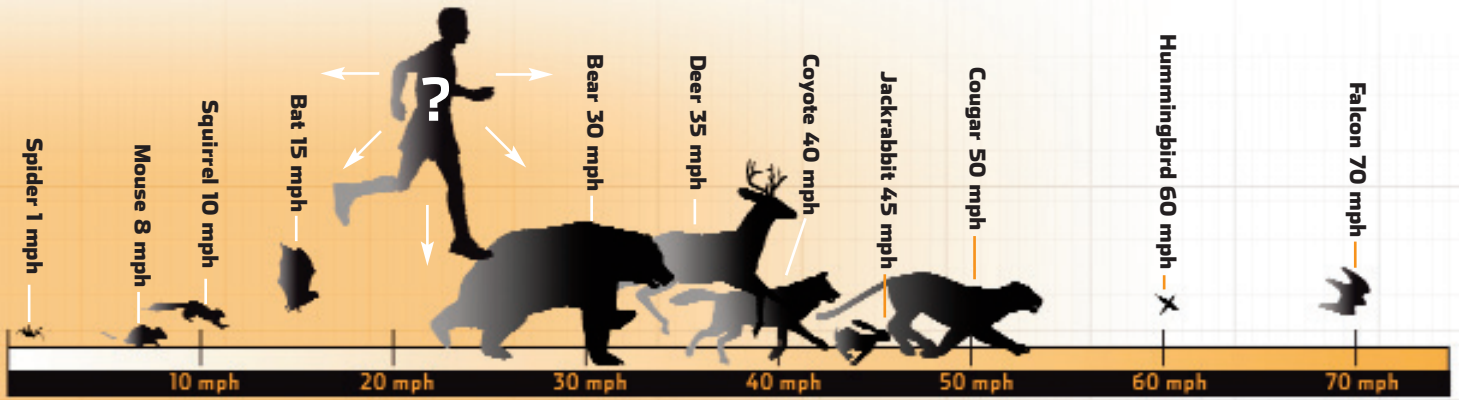 Spider 1 mph
Mouse 8 mph
Squirrel 10 mph
Bat 15 mph
?
Bear 30 mph
Deer 35 mph
Coyote 40 mph
Jackrabbit 45 mph
Cougar 50 mph
Hummingbird 60 mph
Falcon 70 mph
10 mph
20 mph
30 mph
40 mph
50 mph
60 mph
70 mph